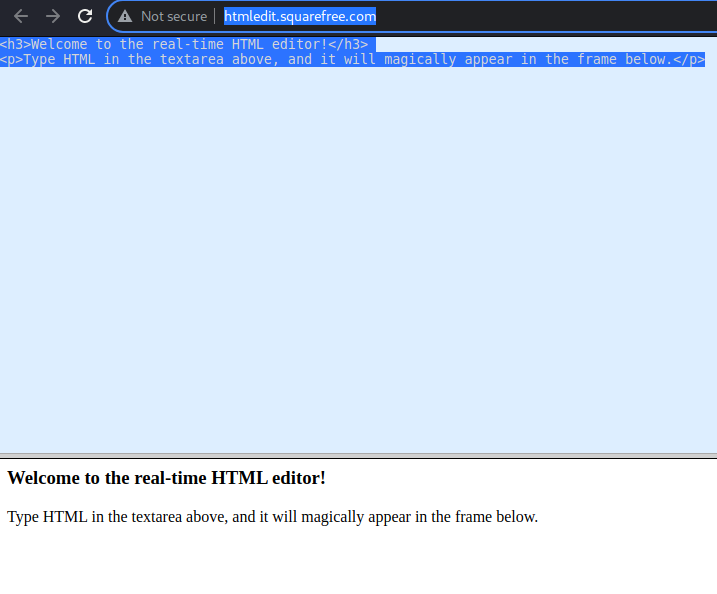 Not secure htmledit.squarefree.com
<h3>Welcome to the real-time HTML editor!</h3>
<p>Type HTML in the textarea above, and it will magically appear in the frame below.</p>
Welcome to the real-time HTML editor!
Type HTML in the textarea above, and it will magically appear in the frame below.